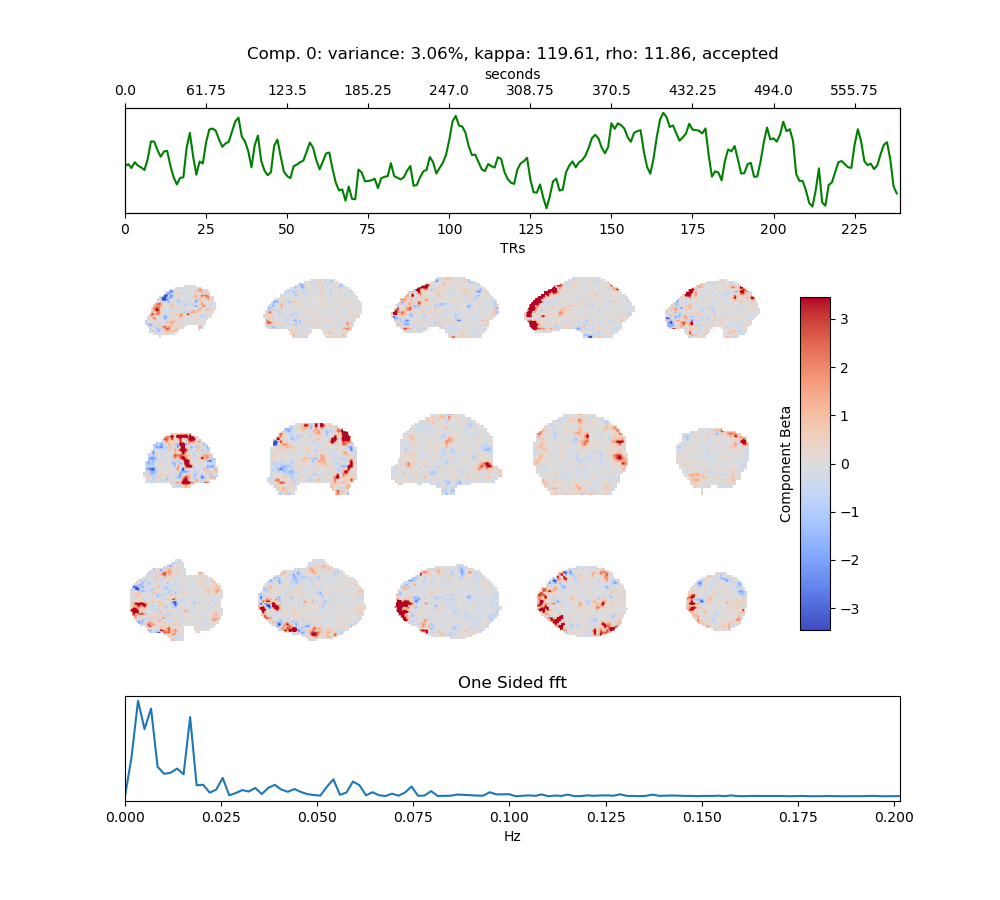 Comp. 0: variance: 3.06%, kappa: 119.61, rho: 11.86, accepted
seconds
0.0 61.75 123.5 185.25 247.0 308.75 370.5 432.25 494.0 555.75
0 25 50 75 100 125 150 175 200 225
TRs
3
2
1
0
−1
−2
−3
Component Beta
One Sided fft
0.000 0.025 0.050 0.075 0.100 0.125 0.150 0.175 0.200
Hz